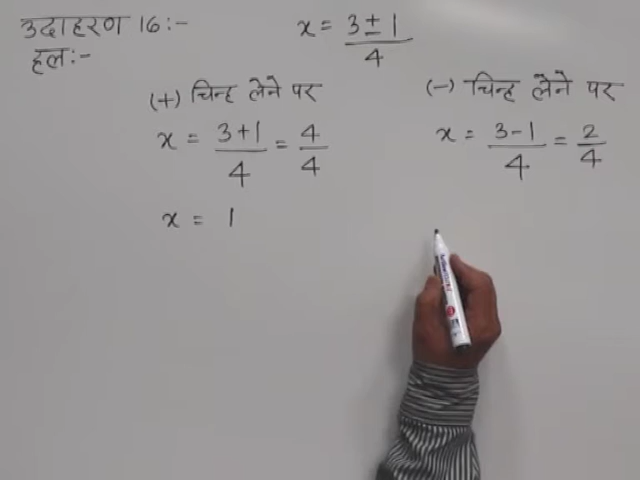 उदाहरण 16:-
x = 3 ± 1 / 4
हल:-
(+) चिन्ह लेने पर
x = 3+1 / 4 = 4 / 4
x = 1
(-) चिन्ह लेने पर
x = 3-1 / 4 = 2 / 4